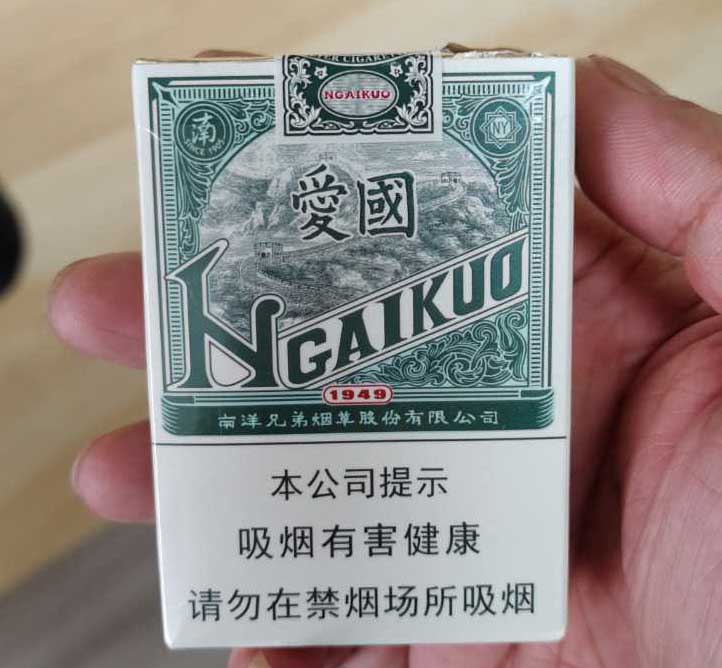 NGAIKUO
南
NY
愛國
NGAIKUO
1949
南洋兄弟烟草股份有限公司
本公司提示
吸烟有害健康
请勿在禁烟场所吸烟